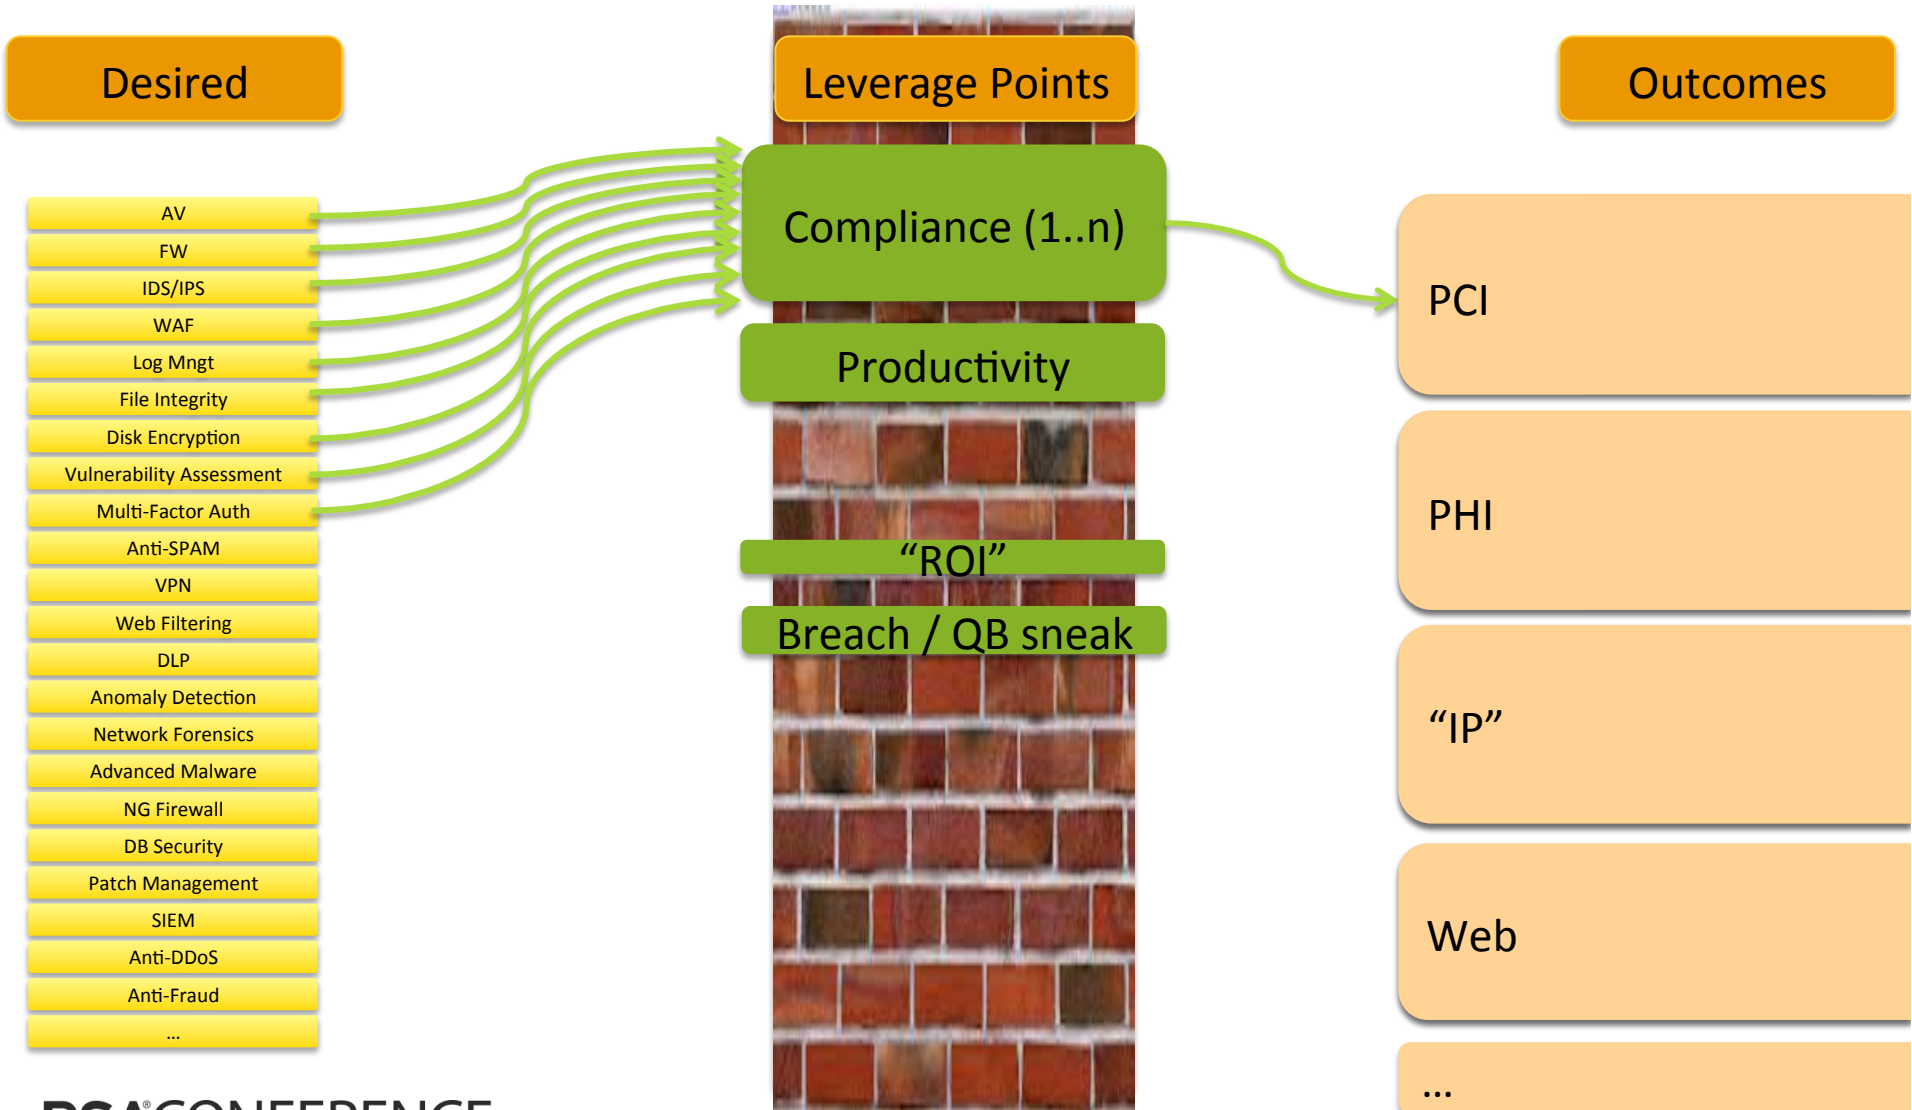 Desired
Leverage Points
Outcomes
AV
FW
IDS/IPS
WAF
Log Mngt
File Integrity
Disk Encryption
Vulnerability Assessment
Multi-Factor Auth
Anti-SPAM
VPN
Web Filtering
DLP
Anomaly Detection
Network Forensics
Advanced Malware
NG Firewall
DB Security
Patch Management
SIEM
Anti-DDoS
Anti-Fraud
...
Compliance (1..n)
Productivity
“ROI”
Breach / QB sneak
PCI
PHI
“IP”
Web
...
RSA® CONFERENCE